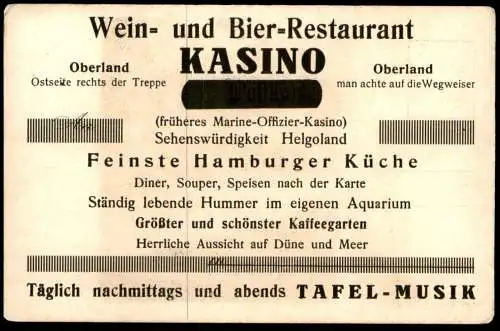 Wein- und Bier-Restaurant
KASINO
Oberland
Ostseite rechts der Treppe
Oberland
man achte auf die Wegweiser
(früheres Marine-Offizier-Kasino)
Sehenswürdigkeit Helgoland
Feinste Hamburger Küche
Diner, Souper, Speisen nach der Karte
Ständig lebende Hummer im eigenen Aquarium
Größter und schönster Kaffeegarten
Herrliche Aussicht auf Düne und Meer
Täglich nachmittags und abends TAFEL-MUSIK